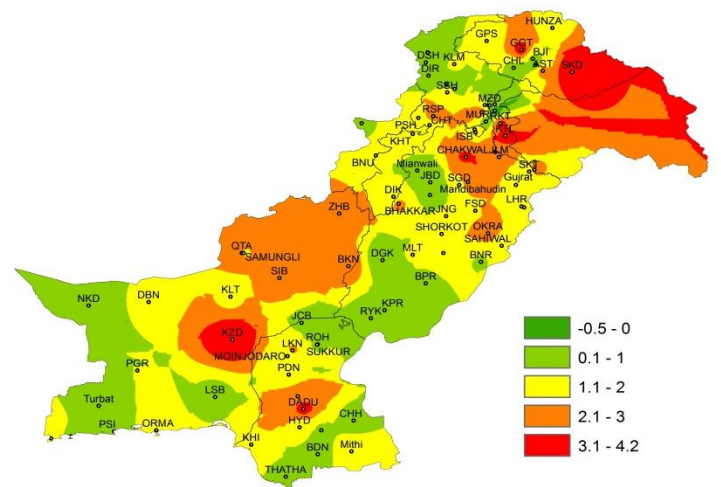 HUNZA
GPS
GGT
DSH
BJI
KLM
CHL
AST
SKD
DIR
SSH
MZD
RSP
MUR
RKT
PSH
CHT
KHT
ISB
CHAKWAL
JLM
BNU
Mianwali
JBD
SGD
Mandibahudin
Gujrat
DIK
BHAKKAR
JNG
FSD
LHR
ZHB
SHORKOT
OKRA
SAHIWAL
QTA
SAMUNGLI
MLT
BKN
DGK
BNR
SIB
BPR
KLT
DBN
NKD
KPR
RYK
JCB
KZD
ROH
MOINJODARO
LKN
SUKKUR
PDN
PGR
LSB
Turbat
DADU
CHH
PSI
ORMA
HYD
KHI
BDN
Mithi
THATHA
-0.5 - 0
0.1 - 1
1.1 - 2
2.1 - 3
3.1 - 4.2